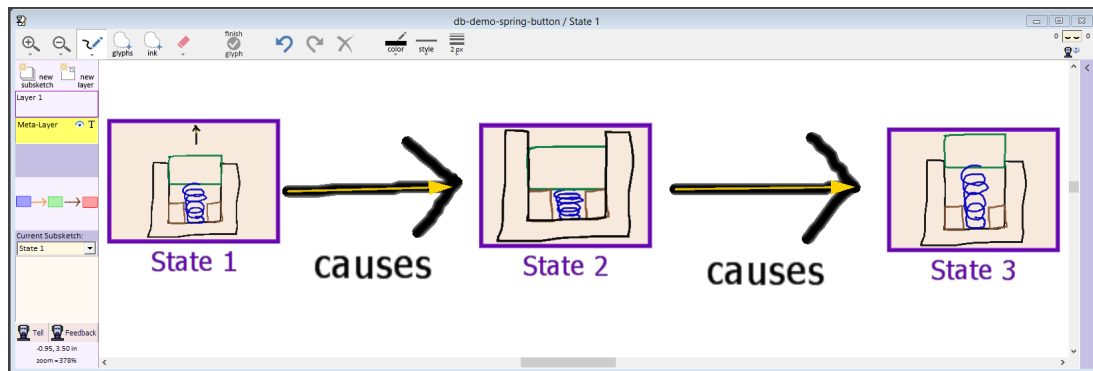 db-demo-spring-button / State 1
glyphs
ink
finish
glyph
color
style
2 px
0
0
new
subsketch
new
layer
Layer 1
Meta-Layer
T
Current Subsketch:
State 1
Tell
Feedback
-0.95, 3.50 in
zoom = 378%
State 1
causes
State 2
causes
State 3